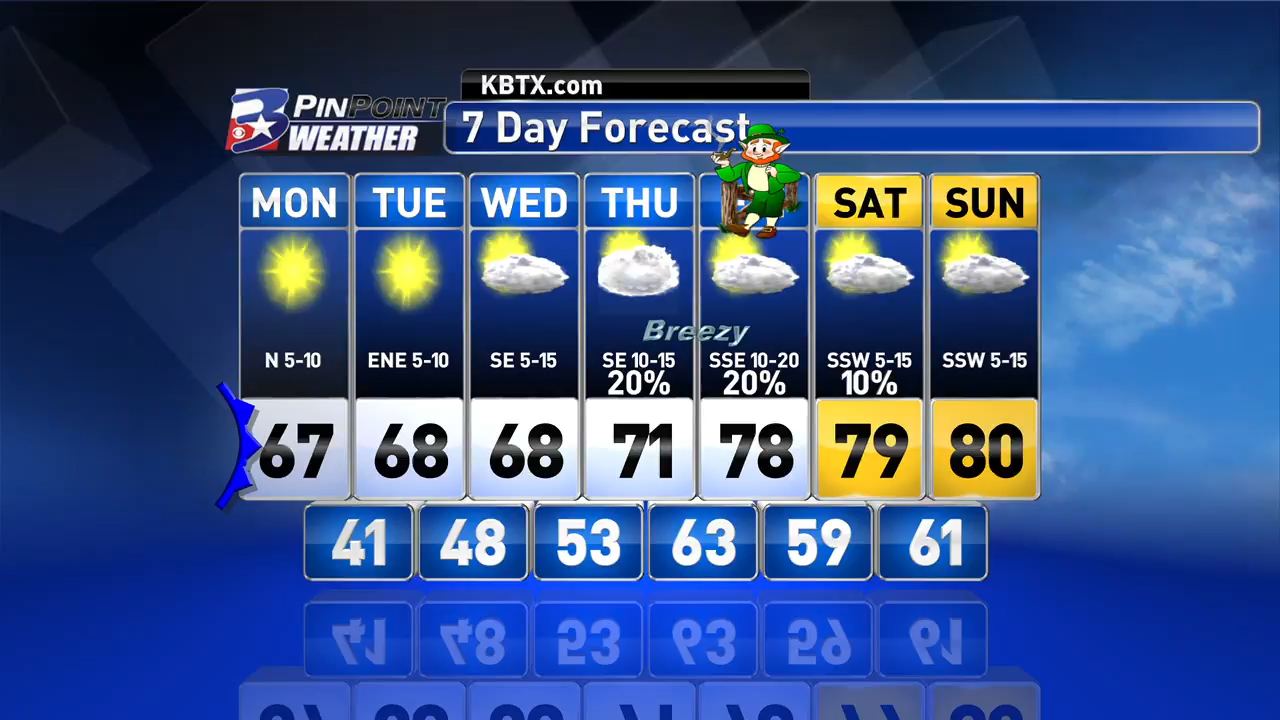 KBTX.com
PINPOINT
WEATHER
7 Day Forecast
MON TUE WED THU SAT SUN
Breezy
N 5-10 ENE 5-10 SE 5-15 SE 10-15 SSE 10-20 SSW 5-15 SSW 5-15
20% 20% 10%
67 68 68 71 78 79 80
41 48 53 63 59 61